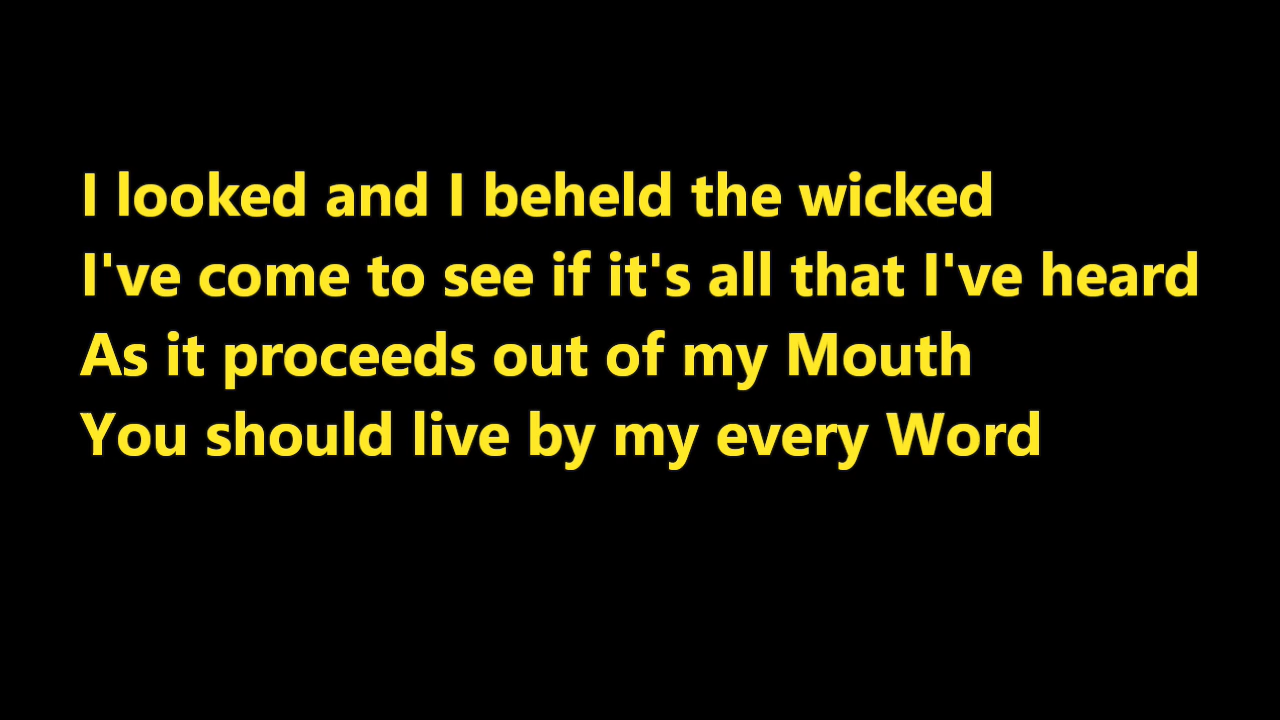 I looked and I beheld the wicked
I've come to see if it's all that I've heard
As it proceeds out of my Mouth
You should live by my every Word